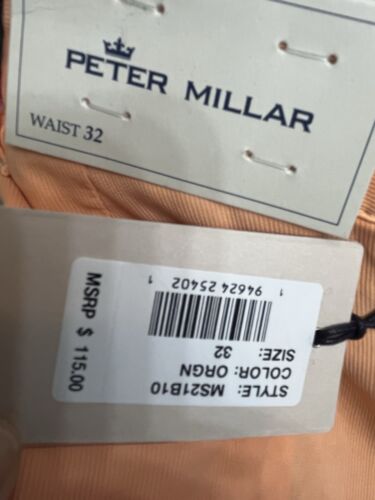 PETER MILLAR
WAIST 32
STYLE: MS21B10
COLOR: ORGN
SIZE: 32
1 94624 25402 1
MSRP $ 115.00